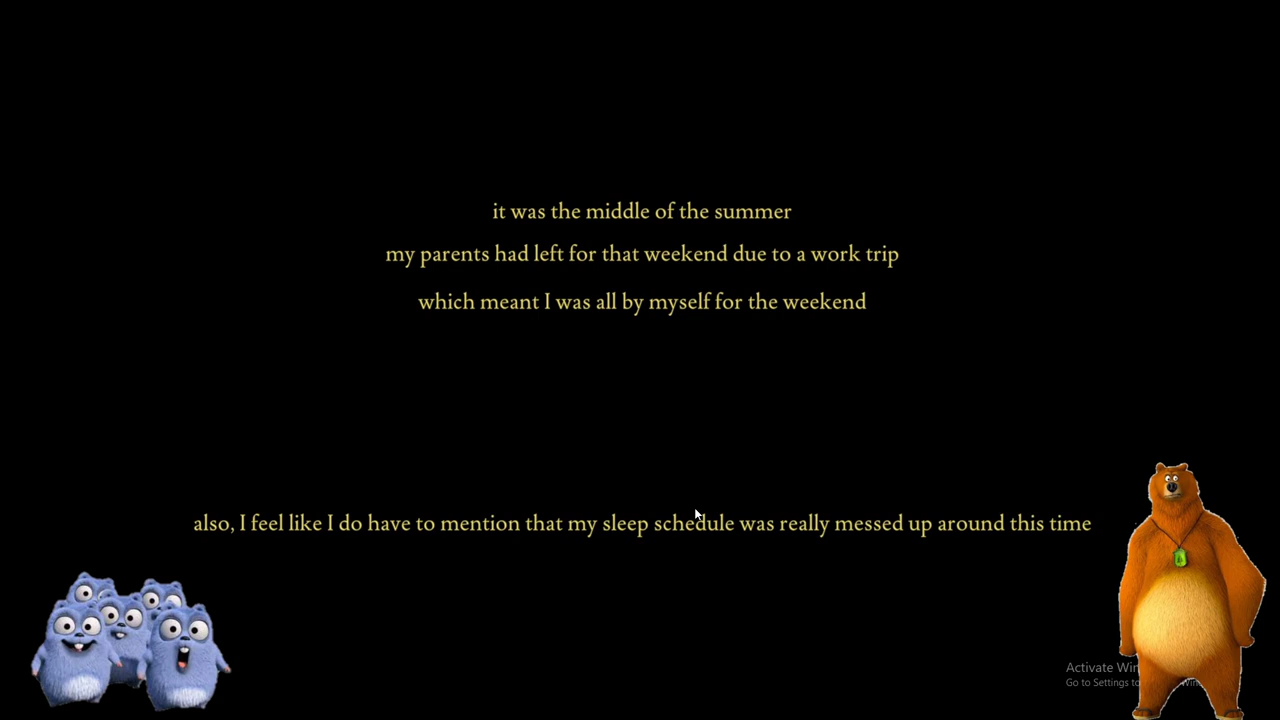 it was the middle of the summer
my parents had left for that weekend due to a work trip
which meant I was all by myself for the weekend
also, I feel like I do have to mention that my sleep schedule was really messed up around this time
Activate Win
Go to Settings to